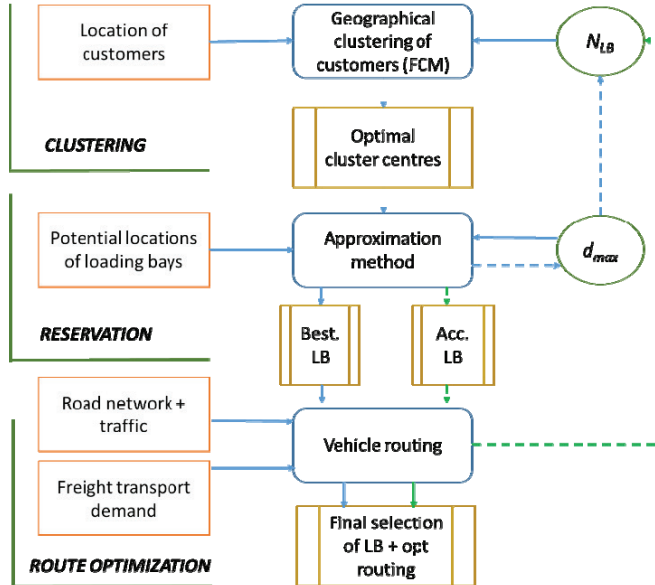 Location
of customers
Geographical
clustering of
customers (FCM)
N_LB
CLUSTERING
Optimal
cluster centres
Potential locations
of loading bays
Approximation
method
d_max
RESERVATION
Best.
LB
Acc.
LB
Road network +
traffic
Vehicle routing
Freight transport
demand
Final selection
of LB + opt
routing
ROUTE OPTIMIZATION